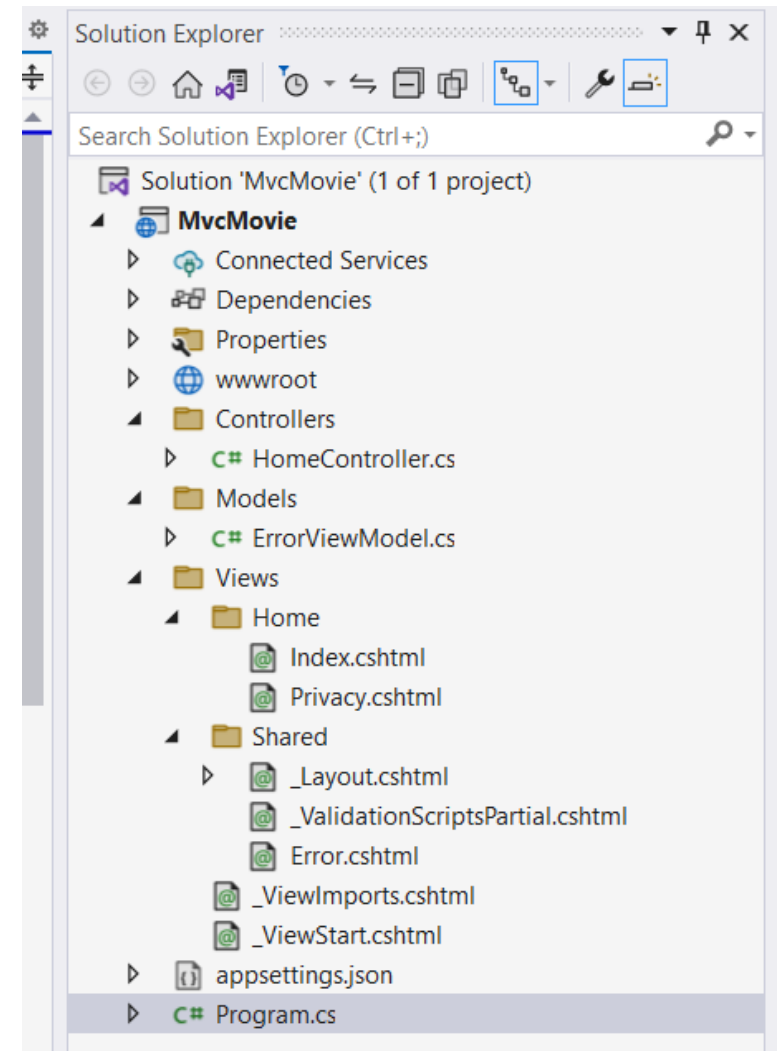 Solution Explorer
Search Solution Explorer (Ctrl+;)
Solution 'MvcMovie' (1 of 1 project)
MvcMovie
Connected Services
Dependencies
Properties
wwwroot
Controllers
C# HomeController.cs
Models
C# ErrorViewModel.cs
Views
Home
Index.cshtml
Privacy.cshtml
Shared
_Layout.cshtml
_ValidationScriptsPartial.cshtml
Error.cshtml
_ViewImports.cshtml
_ViewStart.cshtml
appsettings.json
C# Program.cs